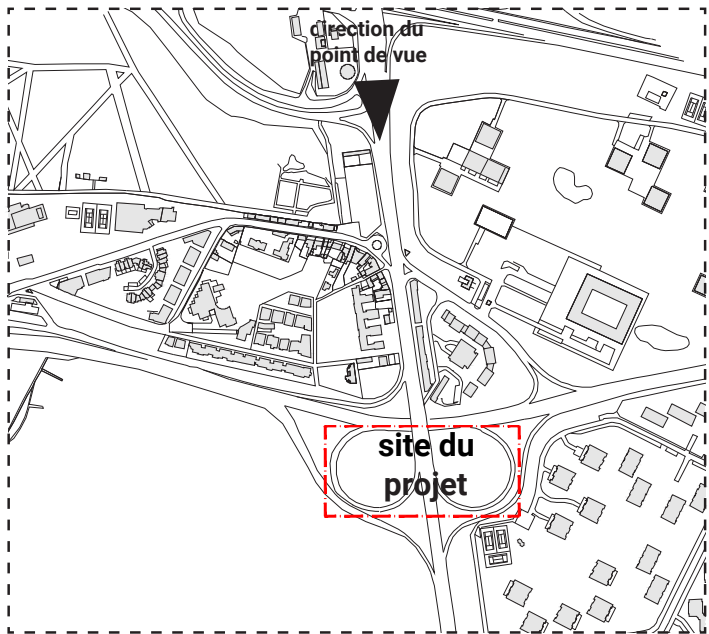 direction du
point de vue
site du
projet